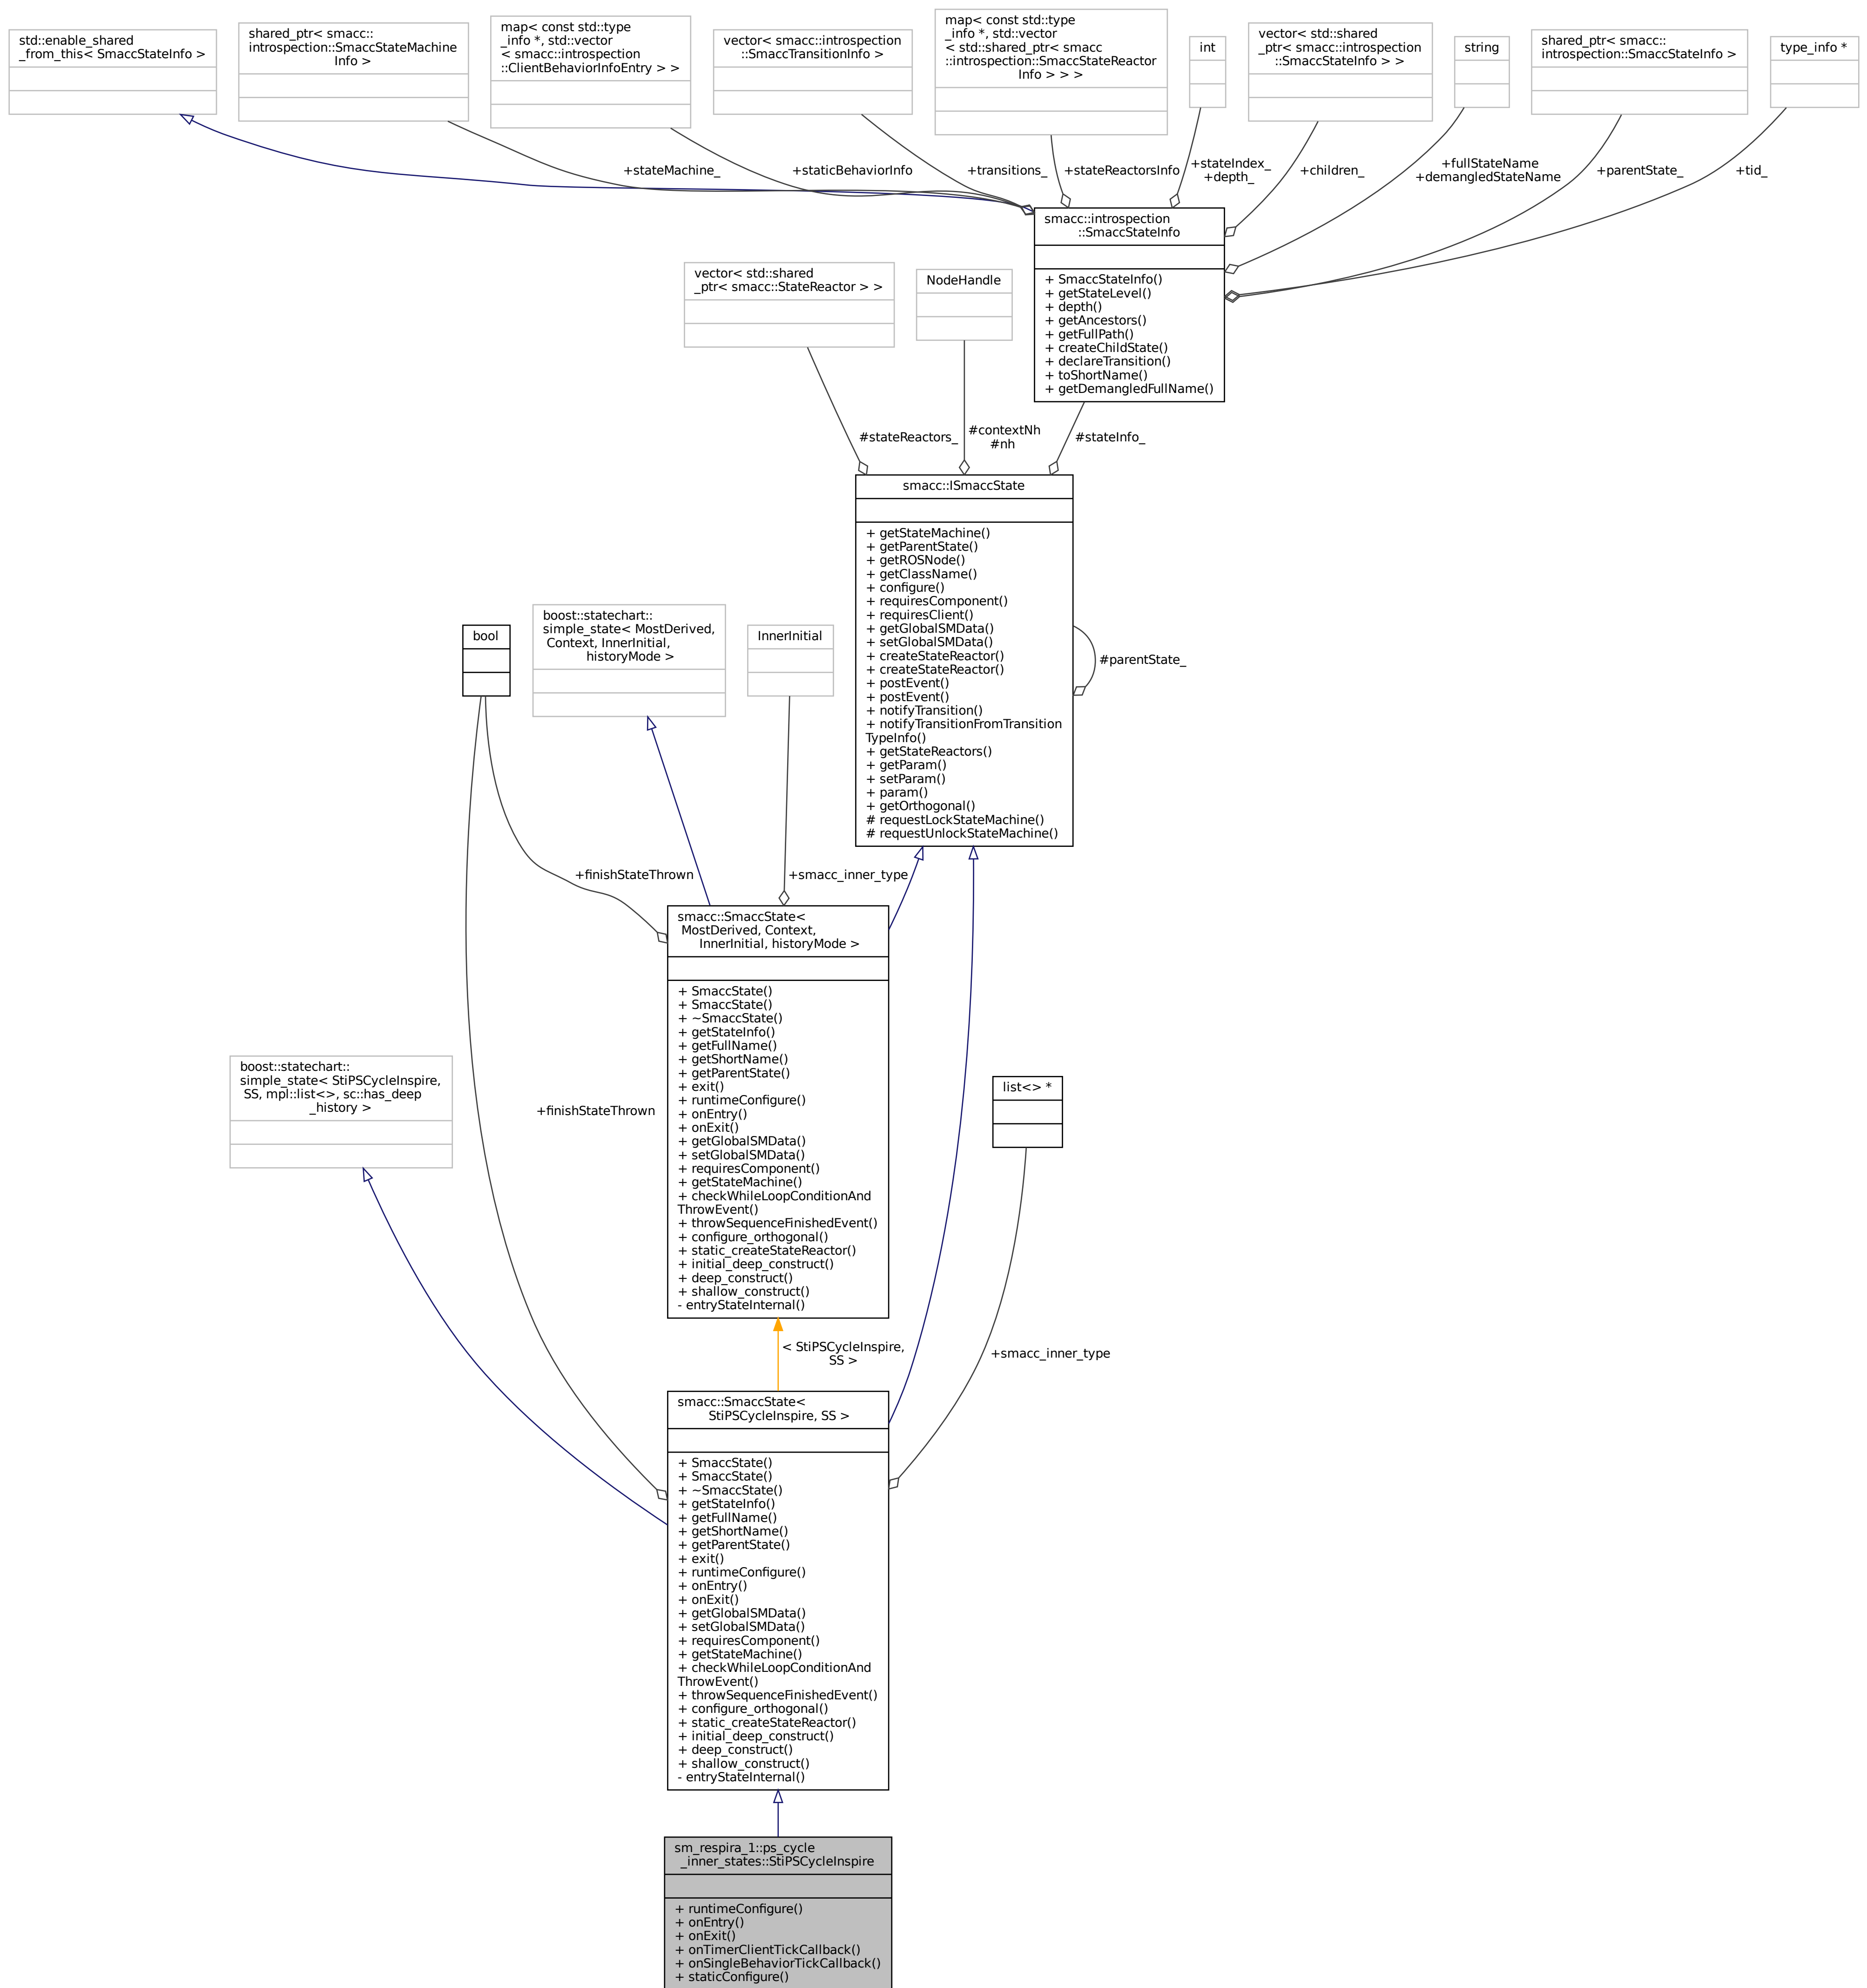 std::enable_shared
_from_this< SmaccStateInfo >
shared_ptr< smacc::
introspection::SmaccStateMachine
Info >
map< const std::type
_info *, std::vector
< smacc::introspection
::ClientBehaviorInfoEntry > >
vector< smacc::introspection
::SmaccTransitionInfo >
map< const std::type
_info *, std::vector
< std::shared_ptr< smacc
::introspection::SmaccStateReactor
Info > > >
int
vector< std::shared
_ptr< smacc::introspection
::SmaccStateInfo > >
string
shared_ptr< smacc::
introspection::SmaccStateInfo >
type_info *
+stateMachine_
+staticBehaviorInfo
+transitions_
+stateReactorsInfo
+stateIndex_
+depth_
+children_
+fullStateName
+demangledStateName
+parentState_
+tid_
smacc::introspection
::SmaccStateInfo
+ SmaccStateInfo()
+ getStateLevel()
+ depth()
+ getAncestors()
+ getFullPath()
+ createChildState()
+ declareTransition()
+ toShortName()
+ getDemangledFullName()
vector< std::shared
_ptr< smacc::StateReactor > >
NodeHandle
#stateReactors_
#contextNh
#nh
#stateInfo_
smacc::ISmaccState
+ getStateMachine()
+ getParentState()
+ getROSNode()
+ getClassName()
+ configure()
+ requiresComponent()
+ requiresClient()
+ getGlobalSMData()
+ setGlobalSMData()
+ createStateReactor()
+ createStateReactor()
+ postEvent()
+ postEvent()
+ notifyTransition()
+ notifyTransitionFromTransition
TypeInfo()
+ getStateReactors()
+ getParam()
+ setParam()
+ param()
+ getOrthogonal()
# requestLockStateMachine()
# requestUnlockStateMachine()
#parentState_
bool
boost::statechart::
simple_state< MostDerived,
Context, InnerInitial,
historyMode >
InnerInitial
+finishStateThrown
+smacc_inner_type
smacc::SmaccState<
MostDerived, Context,
InnerInitial, historyMode >
+ SmaccState()
+ SmaccState()
+ ~SmaccState()
+ getStateInfo()
+ getFullName()
+ getShortName()
+ getParentState()
+ exit()
+ runtimeConfigure()
+ onEntry()
+ onExit()
+ getGlobalSMData()
+ setGlobalSMData()
+ requiresComponent()
+ getStateMachine()
+ checkWhileLoopConditionAnd
ThrowEvent()
+ throwSequenceFinishedEvent()
+ configure_orthogonal()
+ static_createStateReactor()
+ initial_deep_construct()
+ deep_construct()
+ shallow_construct()
- entryStateInternal()
boost::statechart::
simple_state< StiPSCycleInspire,
SS, mpl::list<>, sc::has_deep
_history >
+finishStateThrown
list<> *
< StiPSCycleInspire,
SS >
+smacc_inner_type
smacc::SmaccState<
StiPSCycleInspire, SS >
+ SmaccState()
+ SmaccState()
+ ~SmaccState()
+ getStateInfo()
+ getFullName()
+ getShortName()
+ getParentState()
+ exit()
+ runtimeConfigure()
+ onEntry()
+ onExit()
+ getGlobalSMData()
+ setGlobalSMData()
+ requiresComponent()
+ getStateMachine()
+ checkWhileLoopConditionAnd
ThrowEvent()
+ throwSequenceFinishedEvent()
+ configure_orthogonal()
+ static_createStateReactor()
+ initial_deep_construct()
+ deep_construct()
+ shallow_construct()
- entryStateInternal()
sm_respira_1::ps_cycle
_inner_states::StiPSCycleInspire
+ runtimeConfigure()
+ onEntry()
+ onExit()
+ onTimerClientTickCallback()
+ onSingleBehaviorTickCallback()
+ staticConfigure()